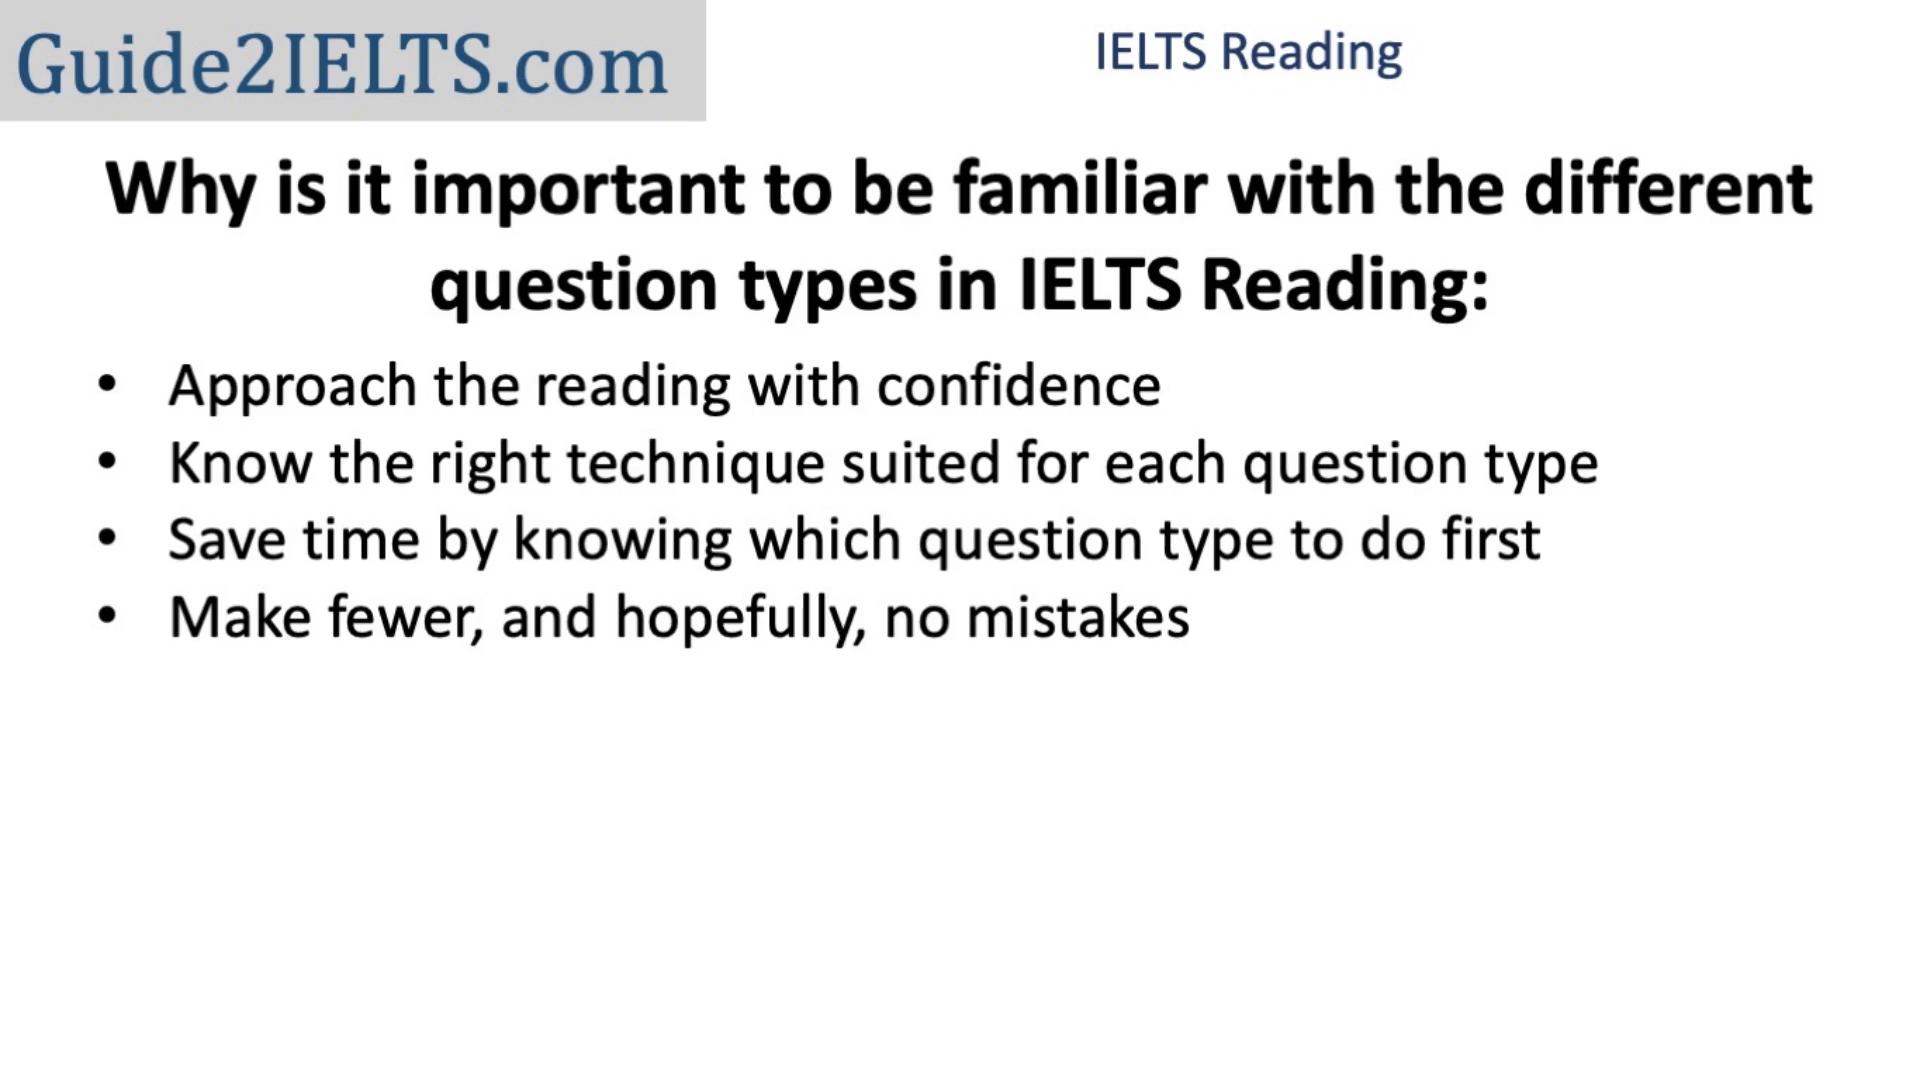 Guide2IELTS.com
IELTS Reading
Why is it important to be familiar with the different
question types in IELTS Reading:
• Approach the reading with confidence
• Know the right technique suited for each question type
• Save time by knowing which question type to do first
• Make fewer, and hopefully, no mistakes